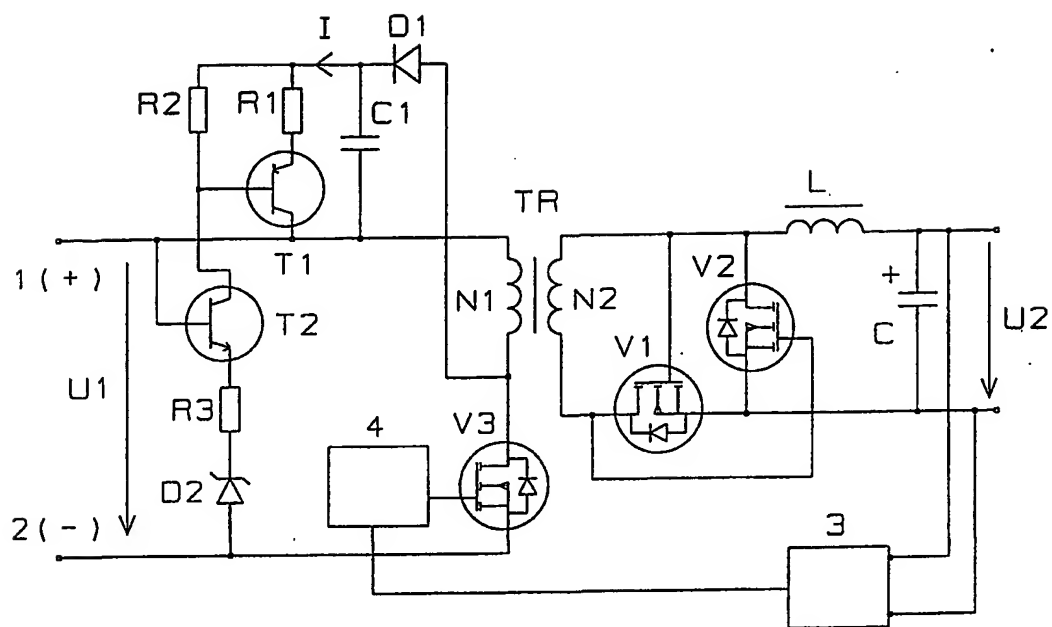 I
D1
R2
R1
C1
TR
L
1(+)
T1
N1
N2
V2
+
C
U2
T2
V1
U1
R3
4
V3
D2
2(-)
3